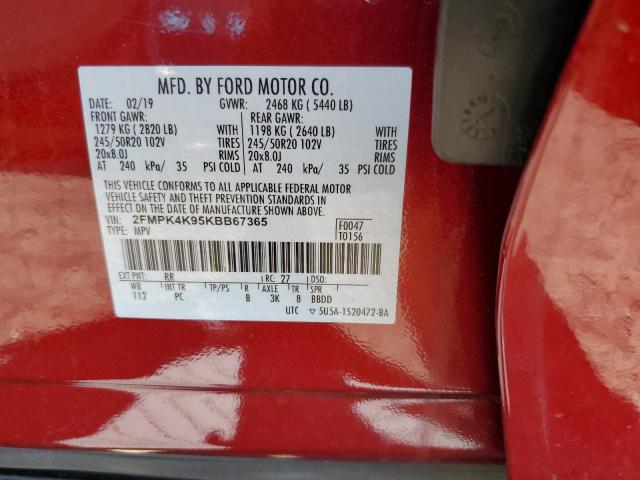 MFD. BY FORD MOTOR CO.
DATE: 02/19 GVWR: 2468 KG (5440 LB)
FRONT GAWR: REAR GAWR:
1279 KG (2820 LB) WITH 1198 KG (2640 LB) WITH
245/50R20 102V TIRES 245/50R20 102V TIRES
20x8.0J RIMS 20x8.0J RIMS
AT 240 kPa/ 35 PSI COLD AT 240 kPa/ 35 PSI COLD
THIS VEHICLE CONFORMS TO ALL APPLICABLE FEDERAL MOTOR
VEHICLE SAFETY AND THEFT PREVENTION STANDARDS IN
EFFECT ON THE DATE OF MANUFACTURE SHOWN ABOVE.
VIN: 2FMPK4K95KBB67365 F0047
TYPE: MPV T0156
EXT PNT: RR RC: 27 DSO:
WB INT TR TP/PS R AXLE TR SPR
112 PC B 3K 8 BBDD
UTC ▽ 5U5A-1520472-BA